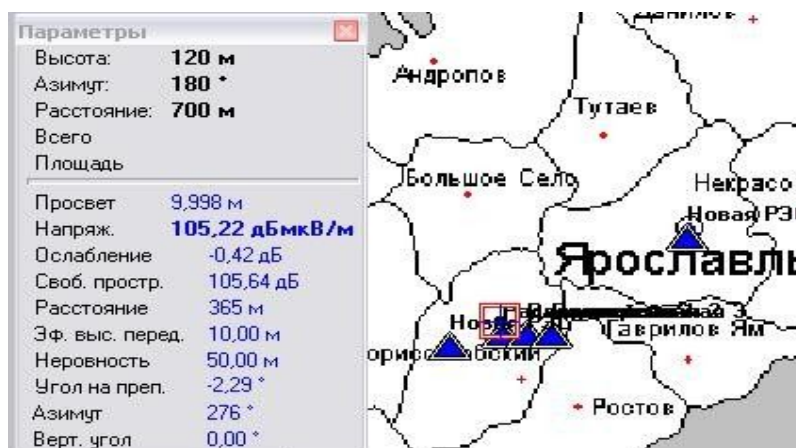 Параметры
Высота: 120 м
Азимут: 180 °
Расстояние: 700 м
Всего
Площадь
Просвет 9,998 м
Напряж. 105,22 дБмкВ/м
Ослабление -0,42 дБ
Своб. простр. 105,64 дБ
Расстояние 365 м
Эф. выс. перед. 10,00 м
Неровность 50,00 м
Угол на преп. -2,29 °
Азимут 276 °
Верт. угол 0,00 °
Данилов
Андропов
Тутаев
Большое Село
Некрасо
Новая РЭ
Ярославль
Гаврилов Ям
Ростов